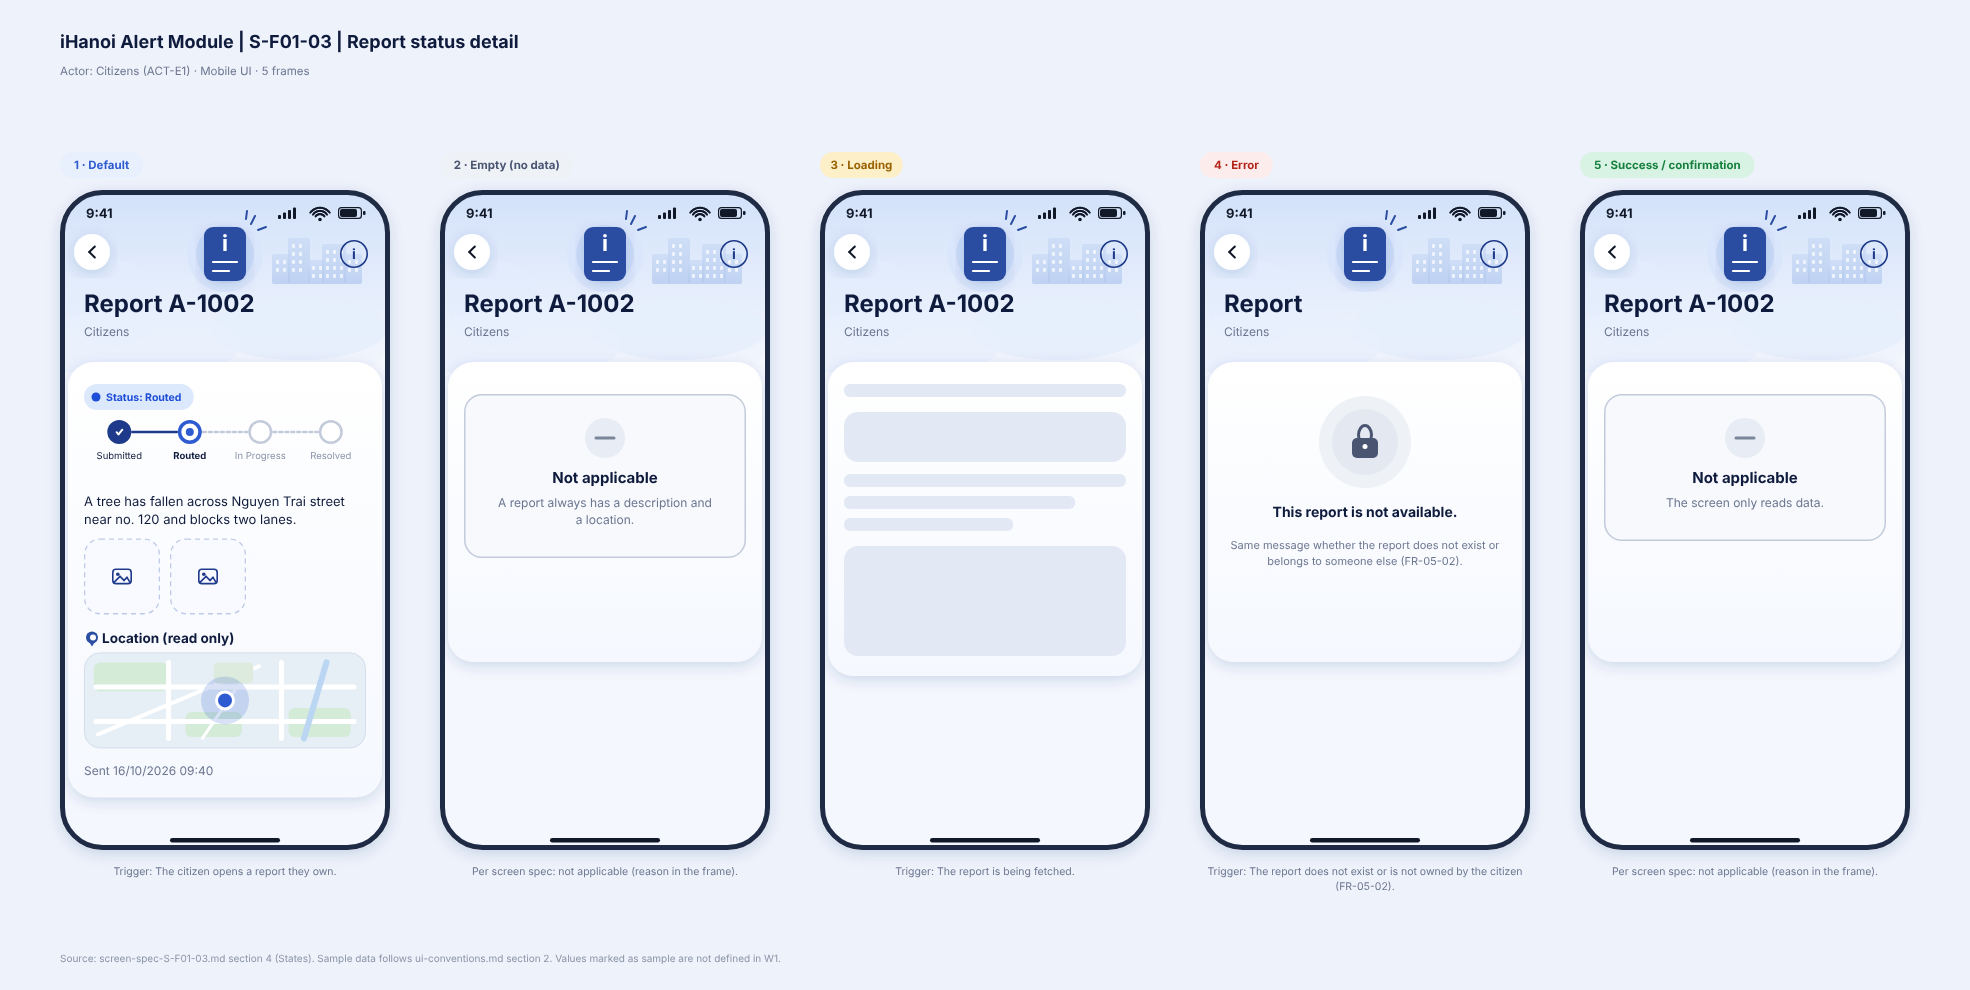 iHanoi Alert Module | S-F01-03 | Report status detail
Actor: Citizens (ACT-E1) · Mobile UI · 5 frames
1 · Default
9:41
i
i
Report A-1002
Citizens
Status: Routed
Submitted
Routed
In Progress
Resolved
A tree has fallen across Nguyen Trai street
near no. 120 and blocks two lanes.
Location (read only)
Sent 16/10/2026 09:40
Trigger: The citizen opens a report they own.
2 · Empty (no data)
9:41
i
i
Report A-1002
Citizens
Not applicable
A report always has a description and
a location.
Per screen spec: not applicable (reason in the frame).
3 · Loading
9:41
i
i
Report A-1002
Citizens
Trigger: The report is being fetched.
4 · Error
9:41
i
i
Report
Citizens
This report is not available.
Same message whether the report does not exist or
belongs to someone else (FR-05-02).
Trigger: The report does not exist or is not owned by the citizen
(FR-05-02).
5 · Success / confirmation
9:41
i
i
Report A-1002
Citizens
Not applicable
The screen only reads data.
Per screen spec: not applicable (reason in the frame).
Source: screen-spec-S-F01-03.md section 4 (States). Sample data follows ui-conventions.md section 2. Values marked as sample are not defined in W1.